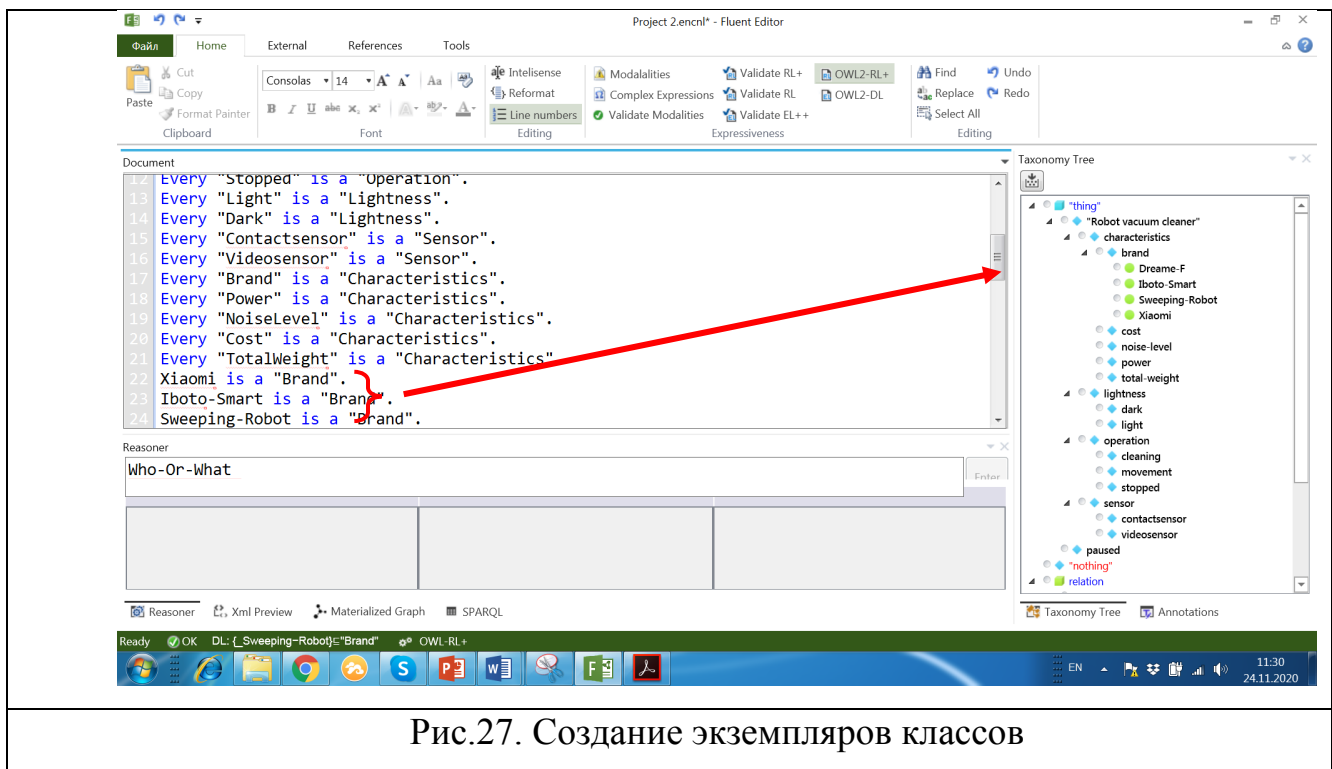 Project 2.encnl* - Fluent Editor
Файл Home External References Tools
Paste
Cut
Copy
Format Painter
Clipboard
Consolas 14 A A Aa
B I U abc x, x²
Font
Intelisense
Reformat
Line numbers
Editing
Modalalities
Complex Expressions
Validate Modalities
Validate RL+
Validate RL
Validate EL++
OWL2-RL+
OWL2-DL
Expressiveness
Find
Replace
Select All
Undo
Redo
Editing
Document
12 Every "Stopped" is a "Operation".
13 Every "Light" is a "Lightness".
14 Every "Dark" is a "Lightness".
15 Every "Contactsensor" is a "Sensor".
16 Every "Videosensor" is a "Sensor".
17 Every "Brand" is a "Characteristics".
18 Every "Power" is a "Characteristics".
19 Every "NoiseLevel" is a "Characteristics".
20 Every "Cost" is a "Characteristics".
21 Every "TotalWeight" is a "Characteristics"
22 Xiaomi is a "Brand".
23 Iboto-Smart is a "Brand".
24 Sweeping-Robot is a "Brand".
Reasoner
Who-Or-What
Enter
Reasoner Xml Preview Materialized Graph SPARQL
Taxonomy Tree
"thing"
"Robot vacuum cleaner"
characteristics
brand
Dreame-F
Iboto-Smart
Sweeping-Robot
Xiaomi
cost
noise-level
power
total-weight
lightness
dark
light
operation
cleaning
movement
stopped
sensor
contactsensor
videosensor
paused
"nothing"
relation
Taxonomy Tree Annotations
Ready OK DL: {_Sweeping-Robot}⊑"Brand" OWL-RL+
EN
11:30
24.11.2020
Рис.27. Создание экземпляров классов